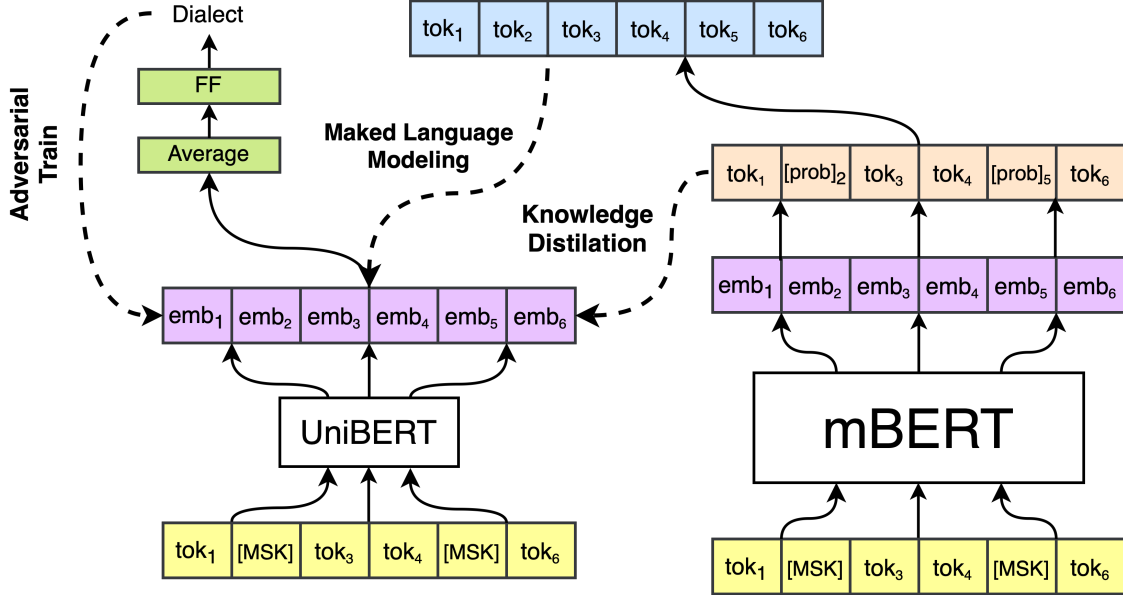 Dialect
tok1 tok2 tok3 tok4 tok5 tok6
FF
Adversarial
Train
Maked Language
Modeling
Average
tok1 [prob]2 tok3 tok4 [prob]5 tok6
Knowledge
Distilation
emb1 emb2 emb3 emb4 emb5 emb6
emb1 emb2 emb3 emb4 emb5 emb6
UniBERT
mBERT
tok1 [MSK] tok3 tok4 [MSK] tok6
tok1 [MSK] tok3 tok4 [MSK] tok6